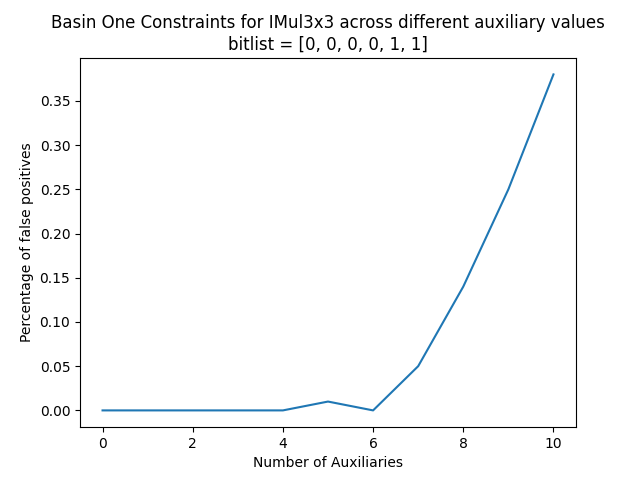 Basin One Constraints for IMul3x3 across different auxiliary values
bitlist = [0, 0, 0, 0, 1, 1]
Percentage of false positives
0.35
0.30
0.25
0.20
0.15
0.10
0.05
0.00
0 2 4 6 8 10
Number of Auxiliaries